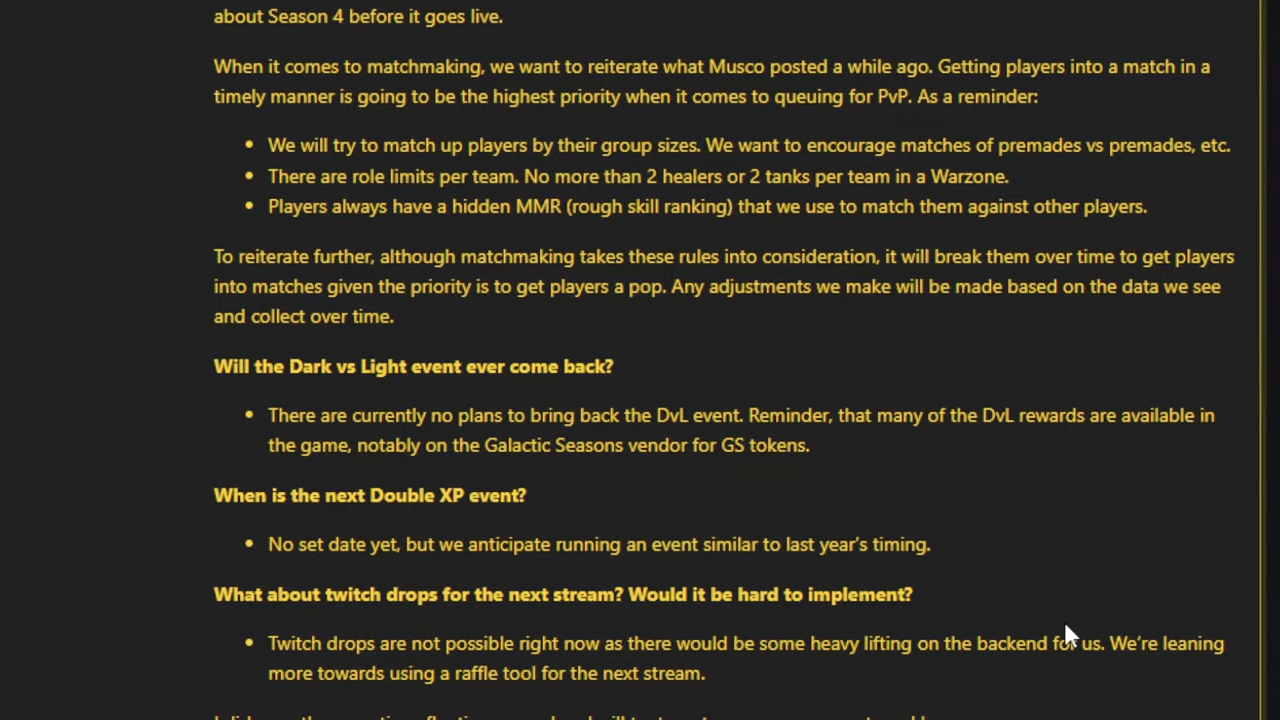 about Season 4 before it goes live.
When it comes to matchmaking, we want to reiterate what Musco posted a while ago. Getting players into a match in a
timely manner is going to be the highest priority when it comes to queuing for PvP. As a reminder:
• We will try to match up players by their group sizes. We want to encourage matches of premades vs premades, etc.
• There are role limits per team. No more than 2 healers or 2 tanks per team in a Warzone.
• Players always have a hidden MMR (rough skill ranking) that we use to match them against other players.
To reiterate further, although matchmaking takes these rules into consideration, it will break them over time to get players
into matches given the priority is to get players a pop. Any adjustments we make will be made based on the data we see
and collect over time.
Will the Dark vs Light event ever come back?
• There are currently no plans to bring back the DvL event. Reminder, that many of the DvL rewards are available in
the game, notably on the Galactic Seasons vendor for GS tokens.
When is the next Double XP event?
• No set date yet, but we anticipate running an event similar to last year’s timing.
What about twitch drops for the next stream? Would it be hard to implement?
• Twitch drops are not possible right now as there would be some heavy lifting on the backend for us. We’re leaning
more towards using a raffle tool for the next stream.